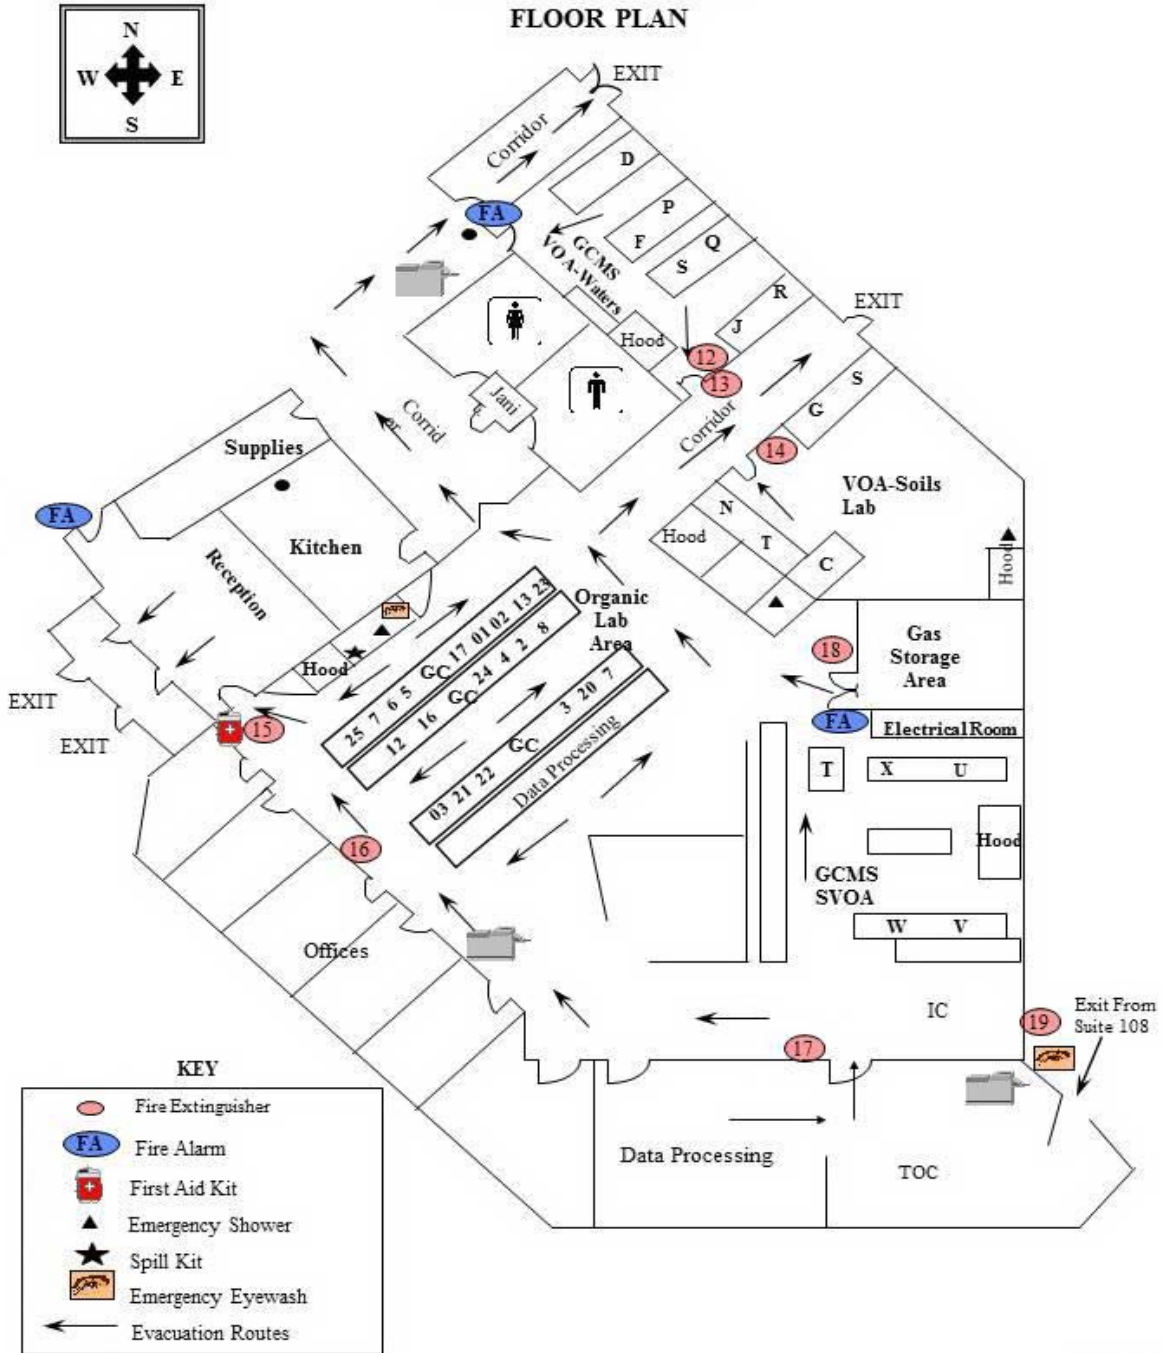 FLOOR PLAN
N
W E
S
EXIT
Corridor
D
FA
P
F
GCMS
VOA-Waters
Q
S
R
J
EXIT
Hood
12
13
Jani
Corrid
or
Corridor
S
G
14
Supplies
VOA-Soils
Lab
FA
N
Hood
T
C
Hood
Kitchen
Reception
Organic
Lab
Area
25 7 6 5 GC 17 01 02 13 23
12 16 GC 24 4 2 8
03 21 22 GC 3 20 7
Data Processing
Hood
18
Gas
Storage
Area
EXIT
EXIT
15
FA
Electrical Room
T
X U
16
Hood
GCMS
SVOA
W V
Offices
IC
19
Exit From
Suite 108
17
Data Processing
TOC
KEY
Fire Extinguisher
FA
Fire Alarm
First Aid Kit
Emergency Shower
Spill Kit
Emergency Eyewash
Evacuation Routes